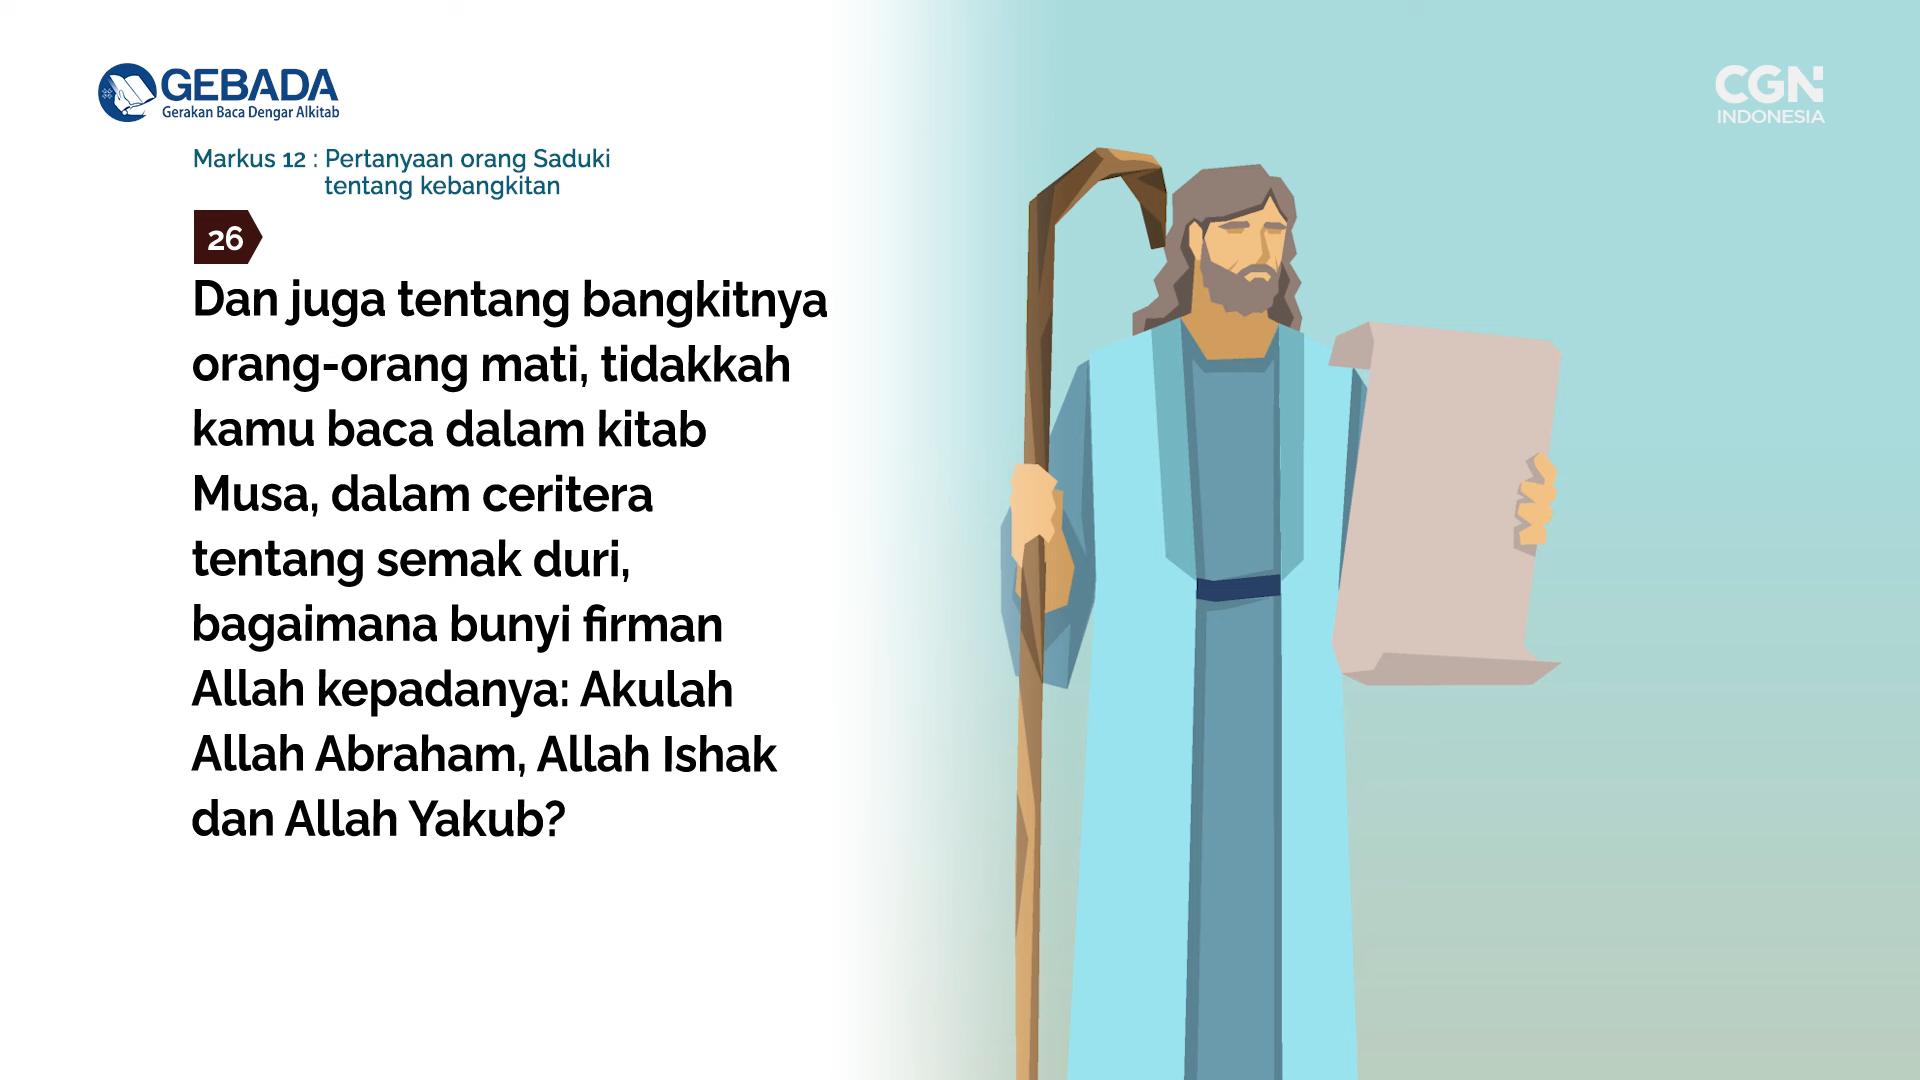 GEBADA
Gerakan Baca Dengar Alkitab
CGN
INDONESIA
Markus 12 : Pertanyaan orang Saduki
tentang kebangkitan
26
Dan juga tentang bangkitnya
orang-orang mati, tidakkah
kamu baca dalam kitab
Musa, dalam ceritera
tentang semak duri,
bagaimana bunyi firman
Allah kepadanya: Akulah
Allah Abraham, Allah Ishak
dan Allah Yakub?